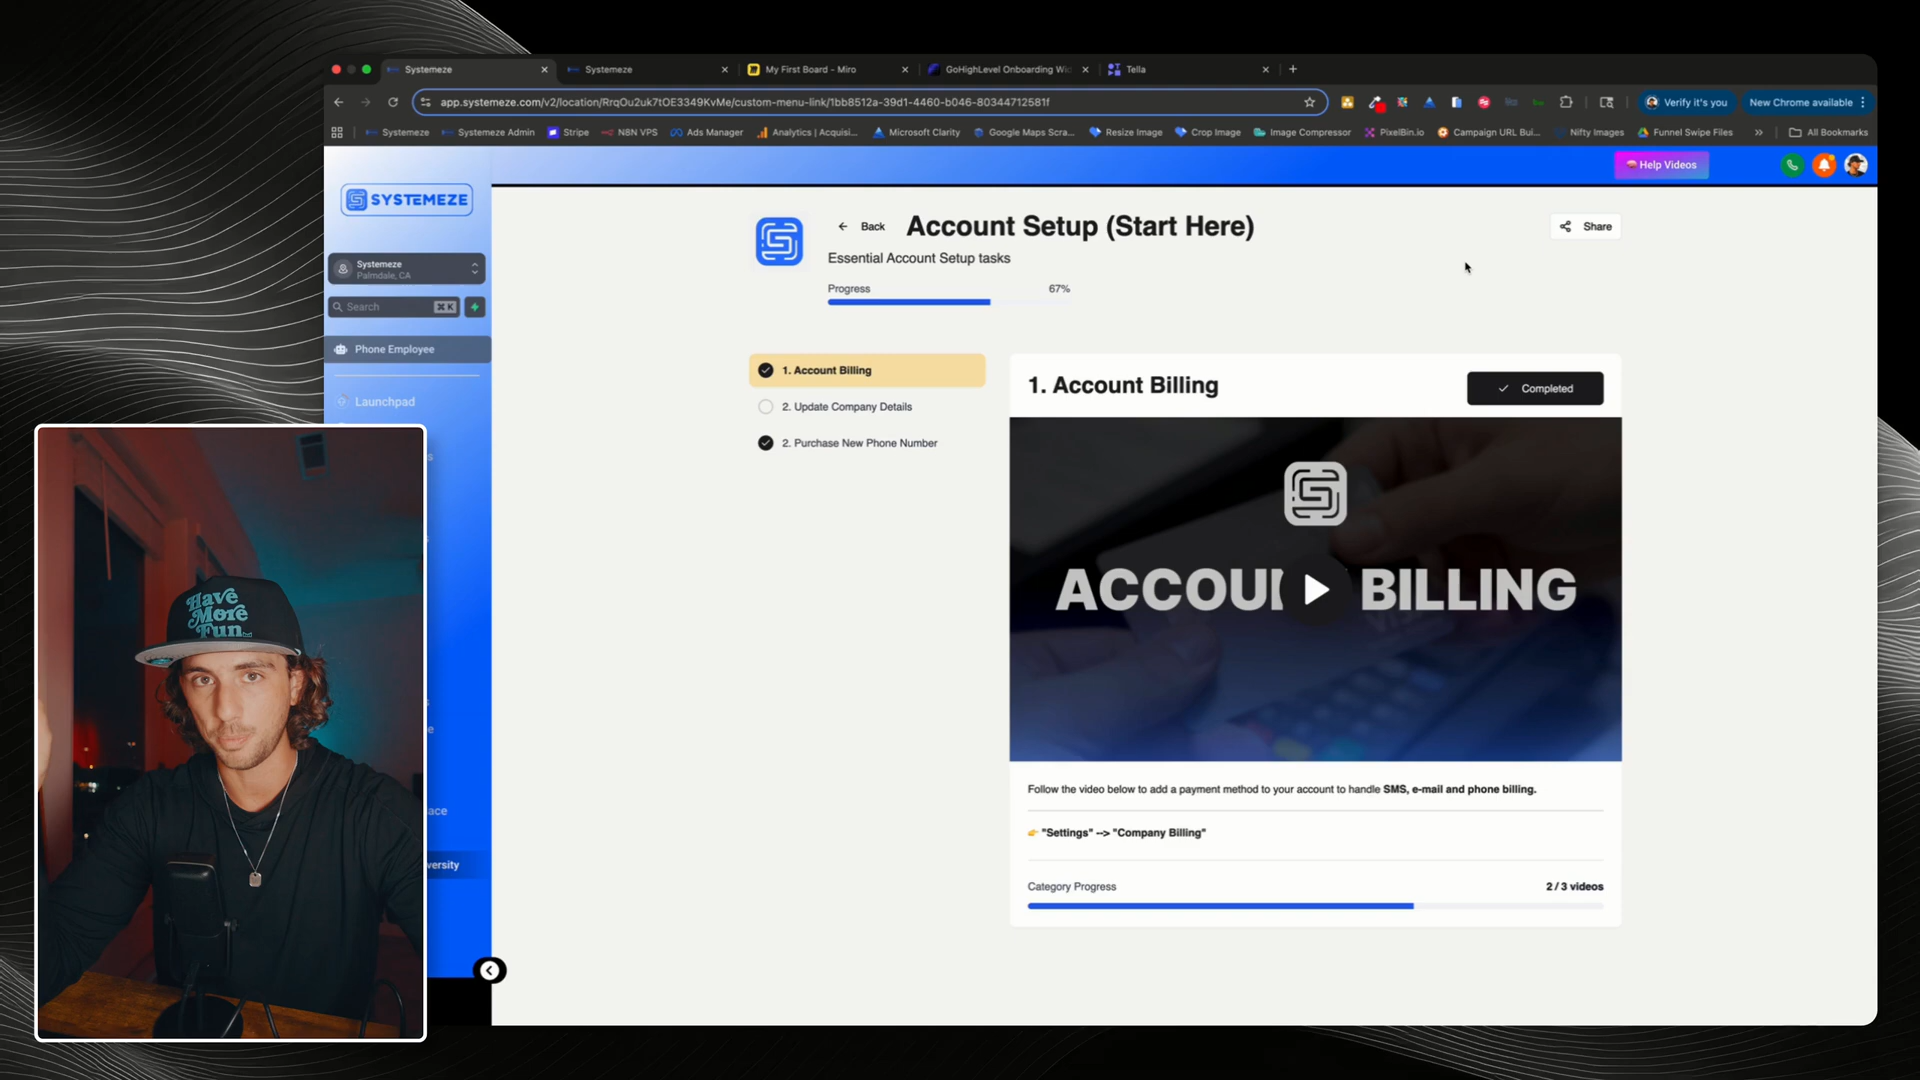 Systemeze
Systemeze
My First Board - Miro
GoHighLevel Onboarding Wi
Tella
app.systemeze.com/v2/location/RrqOu2uk7tOE3349KvMe/custom-menu-link/1bb8512a-39d1-4460-b046-80344712581f
Verify it's you
New Chrome available
Systemeze
Systemeze Admin
Stripe
N8N VPS
Ads Manager
Analytics | Acquisi...
Microsoft Clarity
Google Maps Scra...
Resize Image
Crop Image
Image Compressor
PixelBin.io
Campaign URL Bui...
Nifty Images
Funnel Swipe Files
All Bookmarks
Help Videos
SYSTEMEZE
Systemeze
Palmdale, CA
Search
⌘ K
Phone Employee
Launchpad
ace
versity
Back
Account Setup (Start Here)
Share
Essential Account Setup tasks
Progress
67%
1. Account Billing
2. Update Company Details
2. Purchase New Phone Number
1. Account Billing
Completed
ACCOU
BILLING
Follow the video below to add a payment method to your account to handle SMS, e-mail and phone billing.
👉 "Settings" --> "Company Billing"
Category Progress
2 / 3 videos
Have
More
Fun